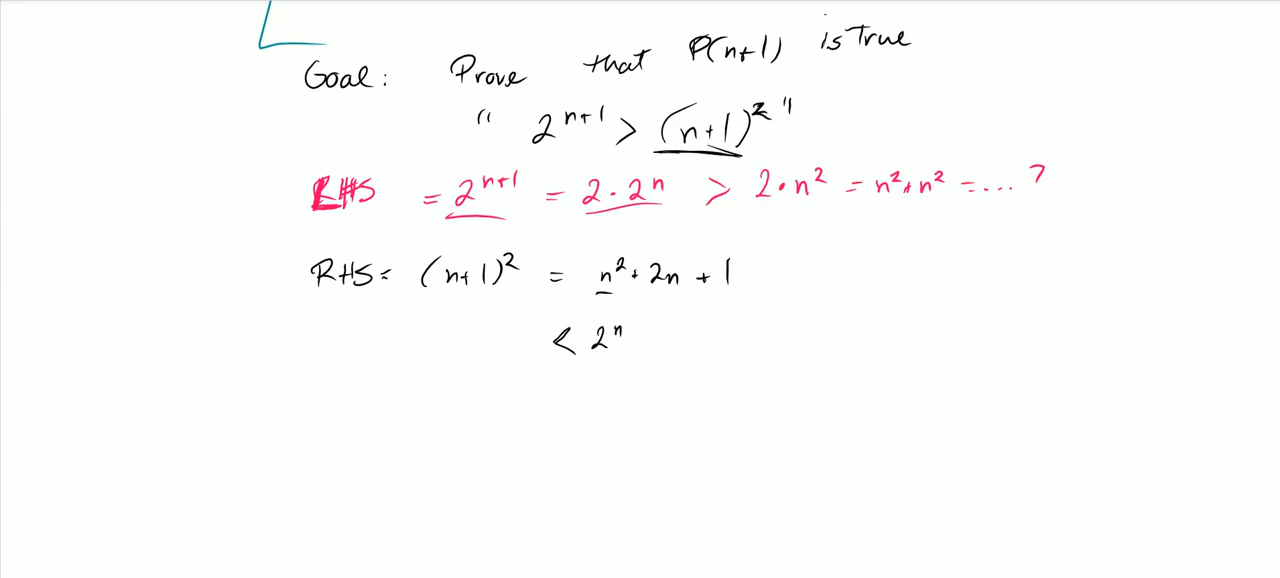 Goal: Prove that P(n+1) is True
" 2^{n+1} > (n+1)^2 "
LHS = 2^{n+1} = 2 · 2^n > 2 · n^2 = n^2 + n^2 = .... ?
RHS = (n+1)^2 = n^2 + 2n + 1
< 2^n